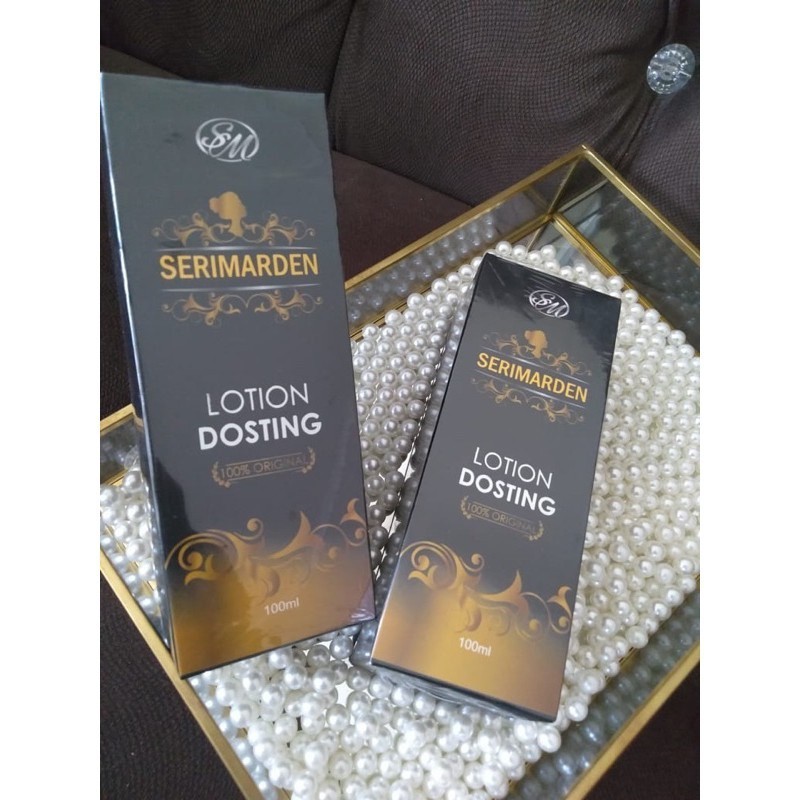 SM
SERIMARDEN
LOTION
DOSTING
100% ORIGINAL
100ml
SM
SERIMARDEN
LOTION
DOSTING
100% ORIGINAL
100ml